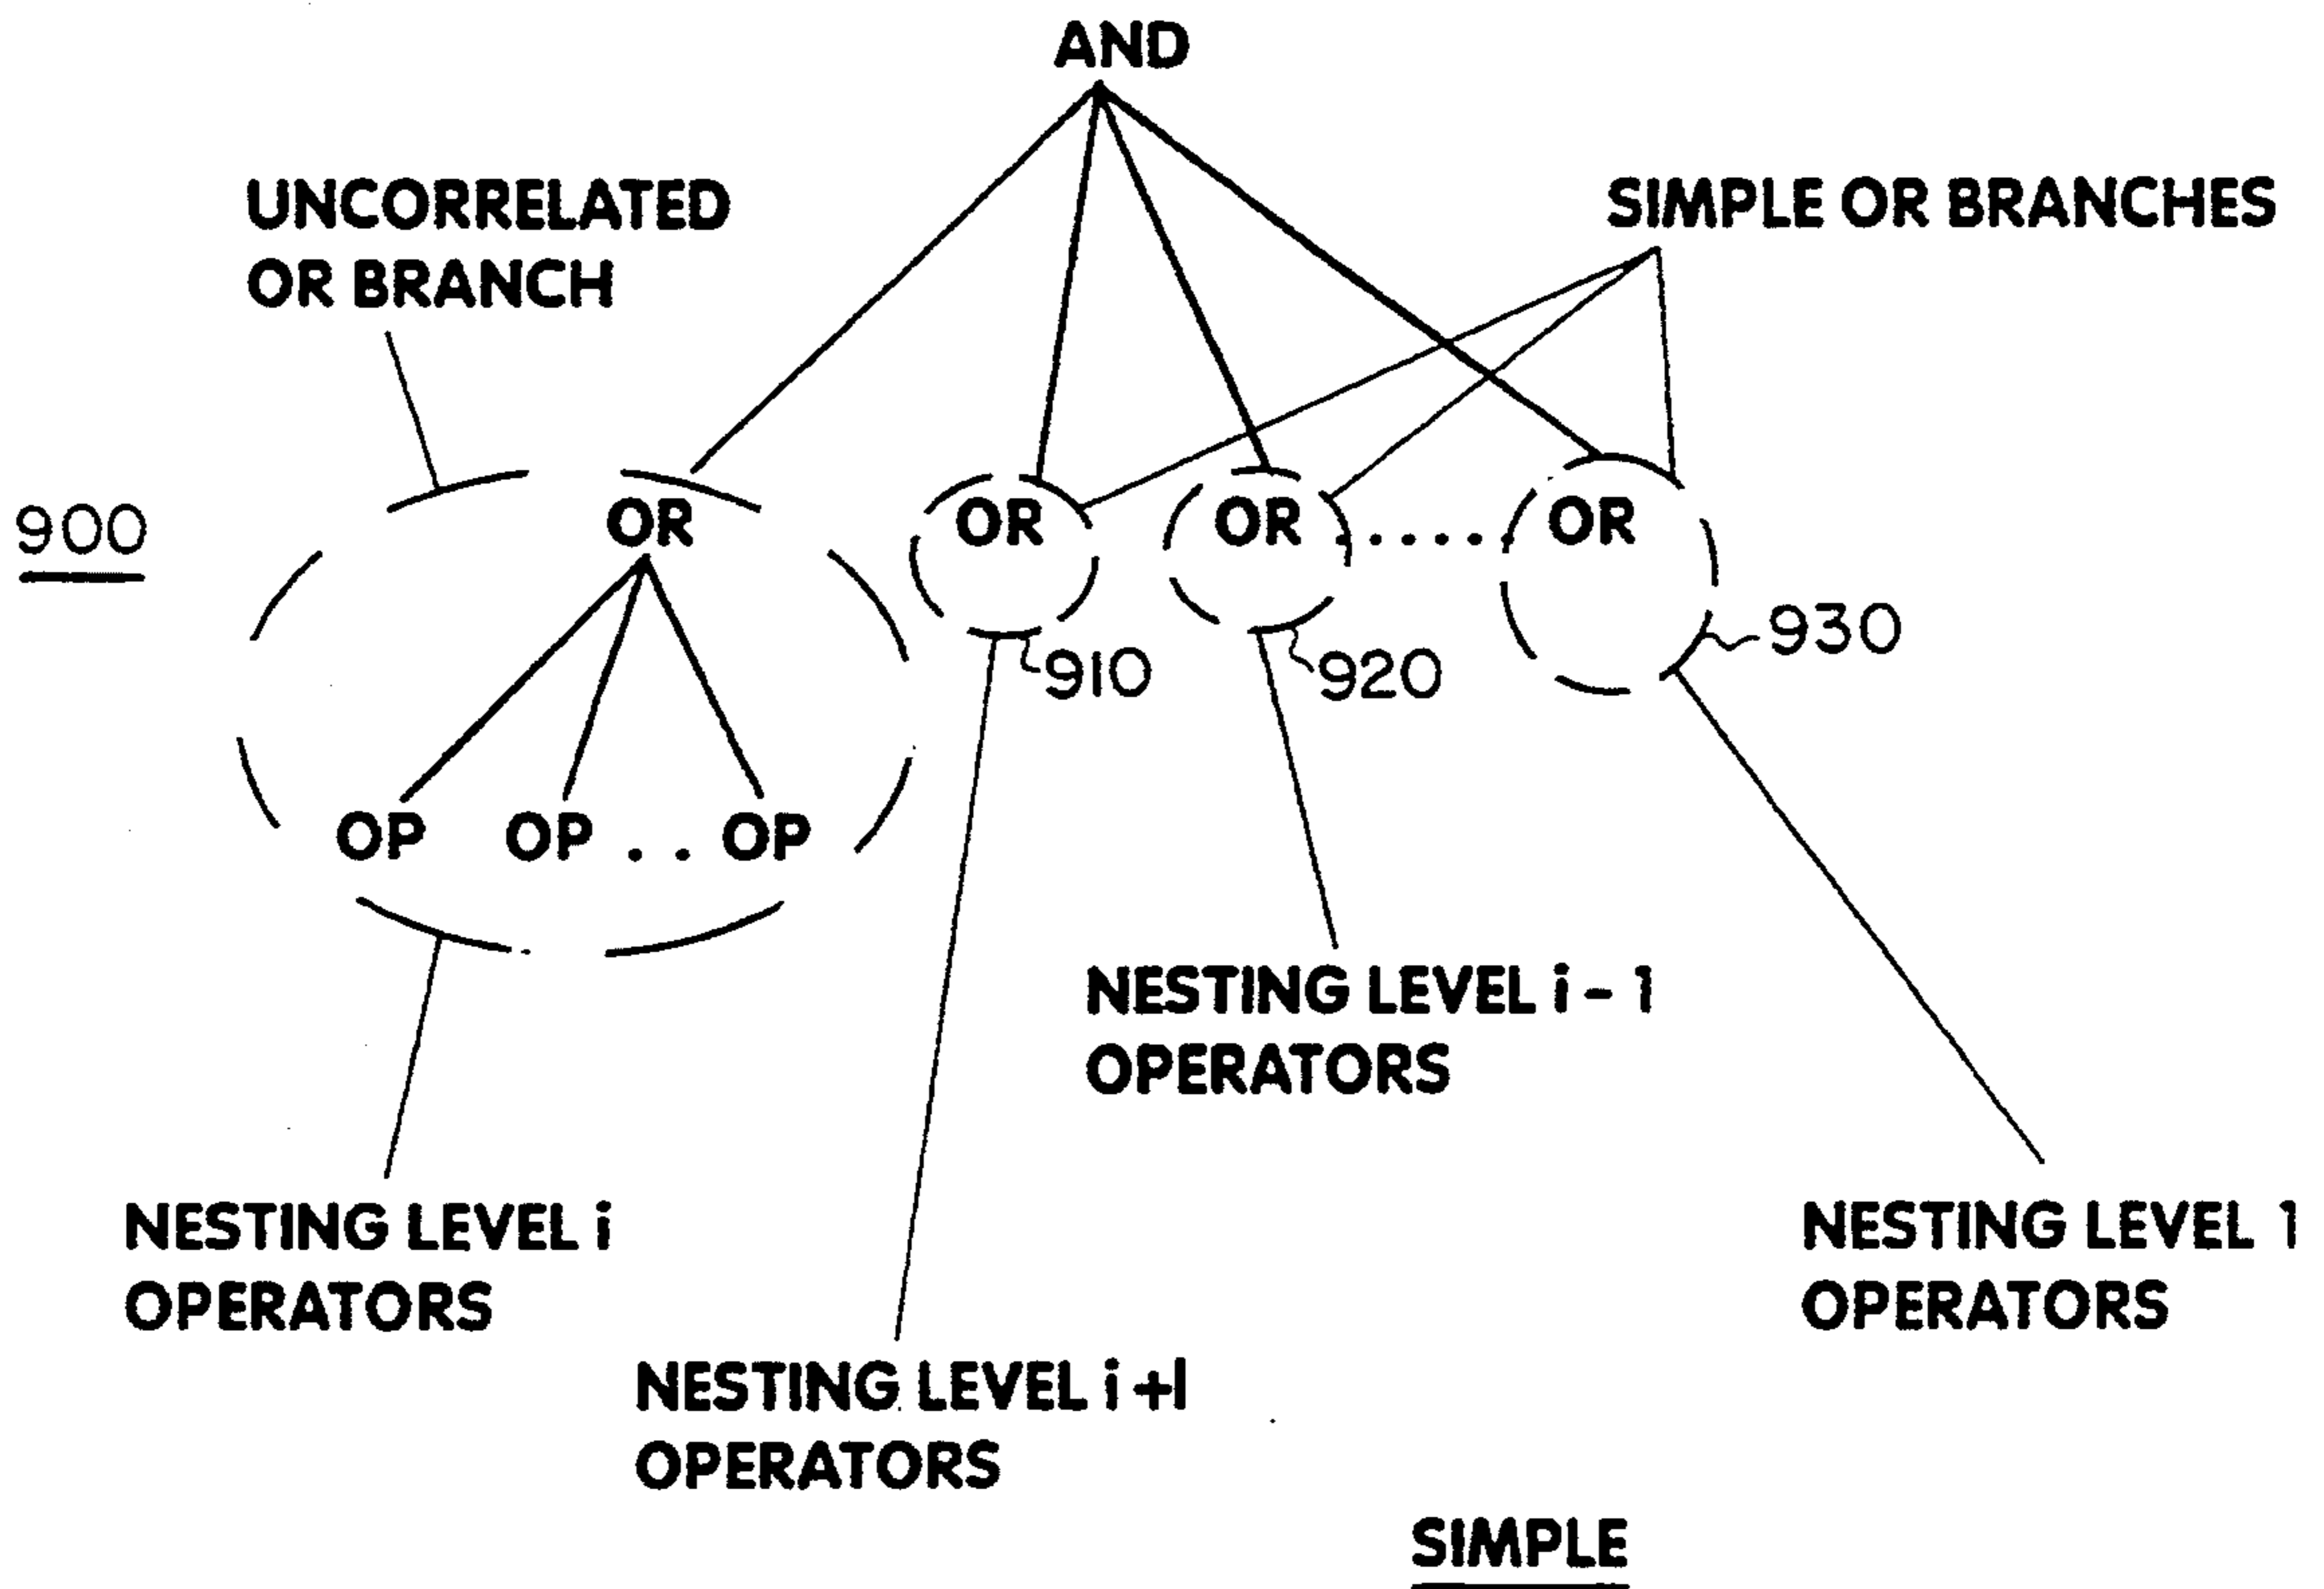 AND
UNCORRELATED
OR BRANCH
SIMPLE OR BRANCHES
900
OR
OR
OR
.....
OR
930
910
920
OP OP .. OP
NESTING LEVEL i - 1
OPERATORS
NESTING LEVEL i
OPERATORS
NESTING LEVEL 1
OPERATORS
NESTING LEVEL i +1
OPERATORS
SIMPLE